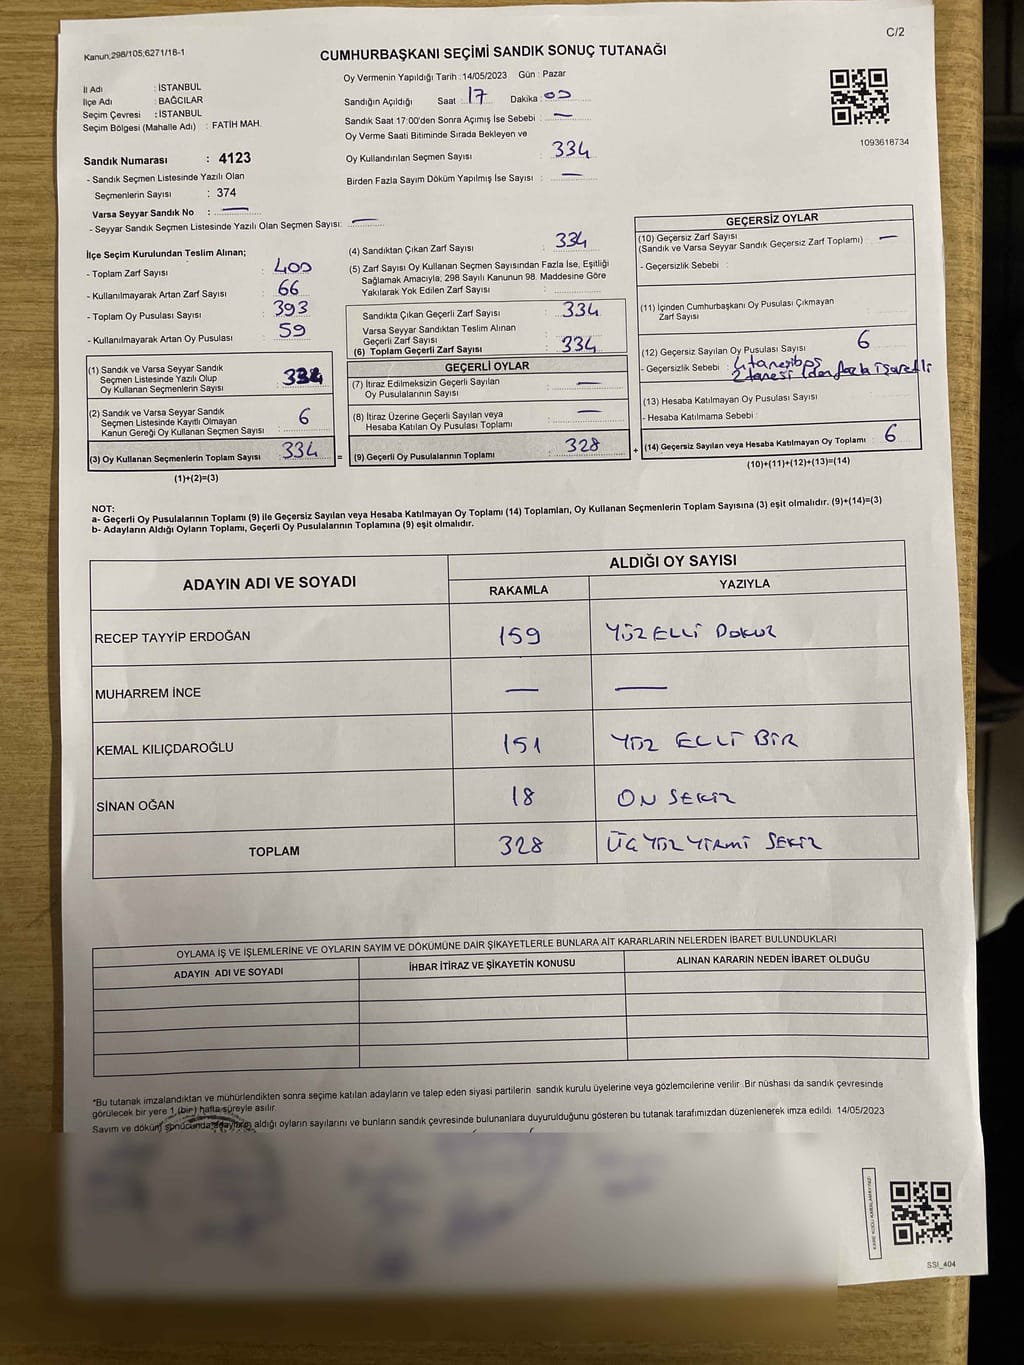 Kanun:298/105;6271/18-1
C/2
CUMHURBAŞKANI SEÇİMİ SANDIK SONUÇ TUTANAĞI
İl Adı : İSTANBUL
İlçe Adı : BAĞCILAR
Seçim Çevresi : İSTANBUL
Seçim Bölgesi (Mahalle Adı) : FATİH MAH.
Sandık Numarası : 4123
- Sandık Seçmen Listesinde Yazılı Olan
Seçmenlerin Sayısı : 374
Varsa Seyyar Sandık No : —
- Seyyar Sandık Seçmen Listesinde Yazılı Olan Seçmen Sayısı: —
Oy Vermenin Yapıldığı Tarih :14/05/2023 Gün : Pazar
Sandığın Açıldığı Saat : 17 Dakika : 00
Sandık Saat 17:00'den Sonra Açımış İse Sebebi : —
Oy Verme Saati Bitiminde Sırada Bekleyen ve
Oy Kullandırılan Seçmen Sayısı : 334
Birden Fazla Sayım Döküm Yapılmış İse Sayısı : —
1093618734
İlçe Seçim Kurulundan Teslim Alınan;
- Toplam Zarf Sayısı : 400
- Kullanılmayarak Artan Zarf Sayısı : 66
- Toplam Oy Pusulası Sayısı : 393
- Kullanılmayarak Artan Oy Pusulası : 59
(1) Sandık ve Varsa Seyyar Sandık
Seçmen Listesinde Yazılı Olup
Oy Kullanan Seçmenlerin Sayısı
(2) Sandık ve Varsa Seyyar Sandık
Seçmen Listesinde Kayıtlı Olmayan
Kanun Gereği Oy Kullanan Seçmen Sayısı : 6
(3) Oy Kullanan Seçmenlerin Toplam Sayısı : 334
(1)+(2)=(3)
(4) Sandıktan Çıkan Zarf Sayısı : 334
(5) Zarf Sayısı Oy Kullanan Seçmen Sayısından Fazla İse, Eşitliği
Sağlamak Amacıyla, 298 Sayılı Kanunun 98. Maddesine Göre
Yakılarak Yok Edilen Zarf Sayısı :
Sandıkta Çıkan Geçerli Zarf Sayısı : 334
Varsa Seyyar Sandıktan Teslim Alınan
Geçerli Zarf Sayısı :
(6) Toplam Geçerli Zarf Sayısı : 334
GEÇERLİ OYLAR
(7) İtiraz Edilmeksizin Geçerli Sayılan
Oy Pusulalarının Sayısı : —
(8) İtiraz Üzerine Geçerli Sayılan veya
Hesaba Katılan Oy Pusulası Toplamı : —
= (9) Geçerli Oy Pusulalarının Toplamı : 328 +
GEÇERSİZ OYLAR
(10) Geçersiz Zarf Sayısı : —
(Sandık ve Varsa Seyyar Sandık Geçersiz Zarf Toplamı)
- Geçersizlik Sebebi :
(11) İçinden Cumhurbaşkanı Oy Pusulası Çıkmayan
Zarf Sayısı :
(12) Geçersiz Sayılan Oy Pusulası Sayısı : 6
- Geçersizlik Sebebi : 4 tanesi boş
2 tanesi 1 den fazla işaretli
(13) Hesaba Katılmayan Oy Pusulası Sayısı :
- Hesaba Katılmama Sebebi :
(14) Geçersiz Sayılan veya Hesaba Katılmayan Oy Toplamı : 6
(10)+(11)+(12)+(13)=(14)
NOT:
a- Geçerli Oy Pusulalarının Toplamı (9) ile Geçersiz Sayılan veya Hesaba Katılmayan Oy Toplamı (14) Toplamları, Oy Kullanan Seçmenlerin Toplam Sayısına (3) eşit olmalıdır. (9)+(14)=(3)
b- Adayların Aldığı Oyların Toplamı, Geçerli Oy Pusulalarının Toplamına (9) eşit olmalıdır.
ADAYIN ADI VE SOYADI
ALDIĞI OY SAYISI
RAKAMLA YAZIYLA
RECEP TAYYİP ERDOĞAN 159 YÜZ ELLİ DOKUZ
MUHARREM İNCE — —
KEMAL KILIÇDAROĞLU 151 YÜZ ELLİ BİR
SİNAN OĞAN 18 ON SEKİZ
TOPLAM 328 ÜÇ YÜZ YİRMİ SEKİZ
OYLAMA İŞ VE İŞLEMLERİNE VE OYLARIN SAYIM VE DÖKÜMÜNE DAİR ŞİKAYETLERLE BUNLARA AİT KARARLARIN NELERDEN İBARET BULUNDUKLARI
ADAYIN ADI VE SOYADI İHBAR İTİRAZ VE ŞİKAYETİN KONUSU ALINAN KARARIN NEDEN İBARET OLDUĞU
*Bu tutanak imzalandıktan ve mühürlendikten sonra seçime katılan adayların ve talep eden siyasi partilerin sandık kurulu üyelerine veya gözlemcilerine verilir .Bir nüshası da sandık çevresinde
görülecek bir yere 1 (bir) hafta süreyle asılır.
Sayım ve döküm sonucunda adayların aldığı oyların sayılarını ve bunların sandık çevresinde bulunanlara duyurulduğunu gösteren bu tutanak tarafımızdan düzenlenerek imza edildi. 14/05/2023
SSI_404